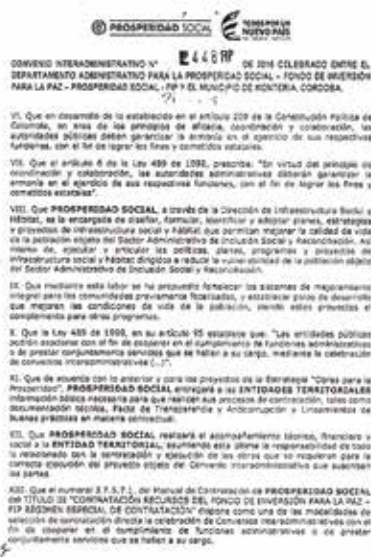 PROSPERIDAD SOCIAL
TODOS POR UN
NUEVO PAÍS
CONVENIO INTERADMINISTRATIVO N° E-448 FIP DE 2016 CELEBRADO ENTRE EL
DEPARTAMENTO ADMINISTRATIVO PARA LA PROSPERIDAD SOCIAL – FONDO DE INVERSIÓN
PARA LA PAZ – PROSPERIDAD SOCIAL - FIP Y EL MUNICIPIO DE MONTERIA, CORDOBA.
VI. Que en desarrollo de lo establecido en el artículo 209 de la Constitución Política de
Colombia, en aras de los principios de eficacia, coordinación y colaboración, las
autoridades públicas deben garantizar la armonía en el ejercicio de sus respectivas
funciones, con el fin de lograr los fines y cometidos estatales.
VII. Que el artículo 6 de la Ley 489 de 1998, prescribe: "En virtud del principio de
coordinación y colaboración, las autoridades administrativas deberán garantizar la
armonía en el ejercicio de sus respectivas funciones, con el fin de lograr los fines y
cometidos estatales".
VIII. Que PROSPERIDAD SOCIAL, a través de la Dirección de Infraestructura Social y
Hábitat, es la encargada de diseñar, formular, identificar y adoptar planes, estrategias
y proyectos de infraestructura social y hábitat que permitan mejorar la calidad de vida
de la población objeto del Sector Administrativo de Inclusión Social y Reconciliación. Así
mismo de, ejecutar y articular las políticas, planes, programas y proyectos de
infraestructura social y hábitat dirigidos a reducir la vulnerabilidad de la población objeto
del Sector Administrativo de Inclusión Social y Reconciliación.
IX. Que mediante esta labor se ha propuesto fortalecer los sistemas de mejoramiento
integral para las comunidades previamente focalizadas, y establecer polos de desarrollo
que mejoren las condiciones de vida de la población, siendo estos proyectos el
complemento para otros programas.
X. Que la Ley 489 de 1998, en su artículo 95 establece que: "Las entidades públicas
podrán asociarse con el fin de cooperar en el cumplimiento de funciones administrativas
o de prestar conjuntamente servicios que se hallen a su cargo, mediante la celebración
de convenios interadministrativos (...)".
XI. Que de acuerdo con lo anterior y para los proyectos de la Estrategia "Obras para la
Prosperidad", PROSPERIDAD SOCIAL entregará a las ENTIDADES TERRITORIALES
información básica necesaria para que realicen sus procesos de contratación, tales como
documentación técnica, Pacto de Transparencia y Anticorrupción y Lineamientos de
buenas prácticas en materia contractual.
XII. Que PROSPERIDAD SOCIAL realizará el acompañamiento técnico, financiero y
social a la ENTIDAD TERRITORIAL, asumiendo esta plena la responsabilidad de todo
lo relacionado con la contratación y ejecución de las obras que se requieran para la
correcta ejecución del proyecto objeto del Convenio interadministrativo que suscriben
las partes.
XIII. Que el numeral del Manual de Contratación de PROSPERIDAD SOCIAL
del TITULO III "CONTRATACIÓN RECURSOS DEL FONDO DE INVERSIÓN PARA LA PAZ –
FIP RÉGIMEN ESPECIAL DE CONTRATACIÓN" dispone como una de las modalidades de
selección de contratación directa la celebración de Convenios interadministrativos con el
fin de cooperar en el cumplimiento de funciones administrativas o de prestar
conjuntamente servicios que se hallen a su cargo.